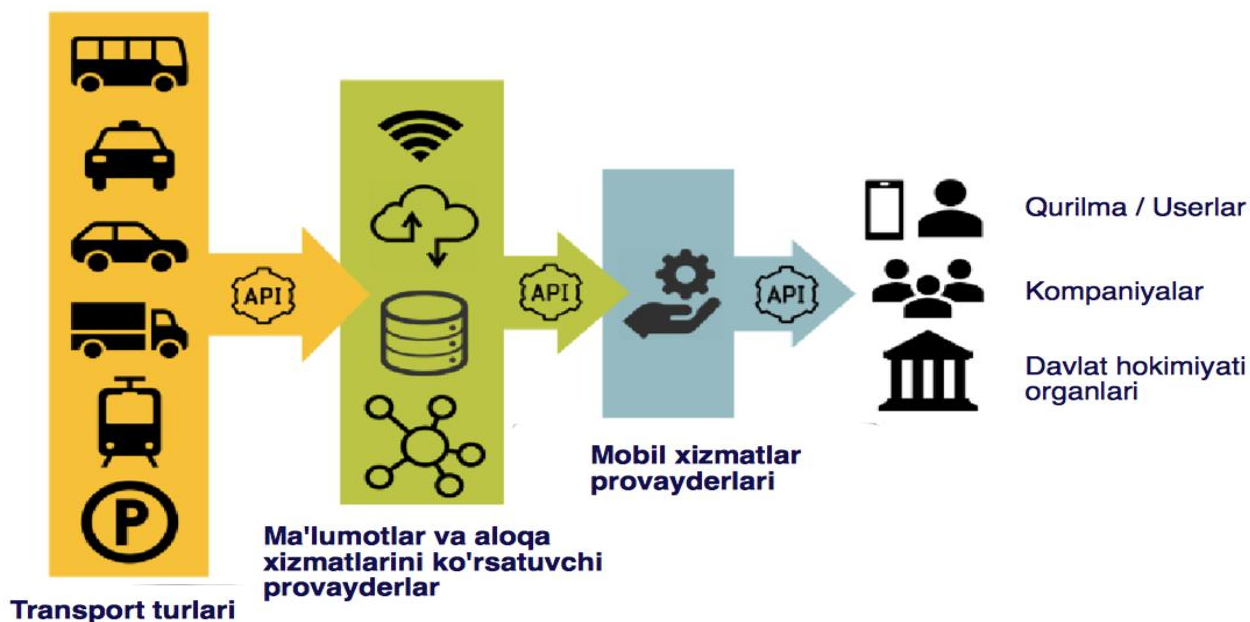 API
API
API
P
Qurilma / Userlar
Kompaniyalar
Davlat hokimiyati
organlari
Mobil xizmatlar
provayderlari
Ma'lumotlar va aloqa
xizmatlarini ko'rsatuvchi
provayderlar
Transport turlari